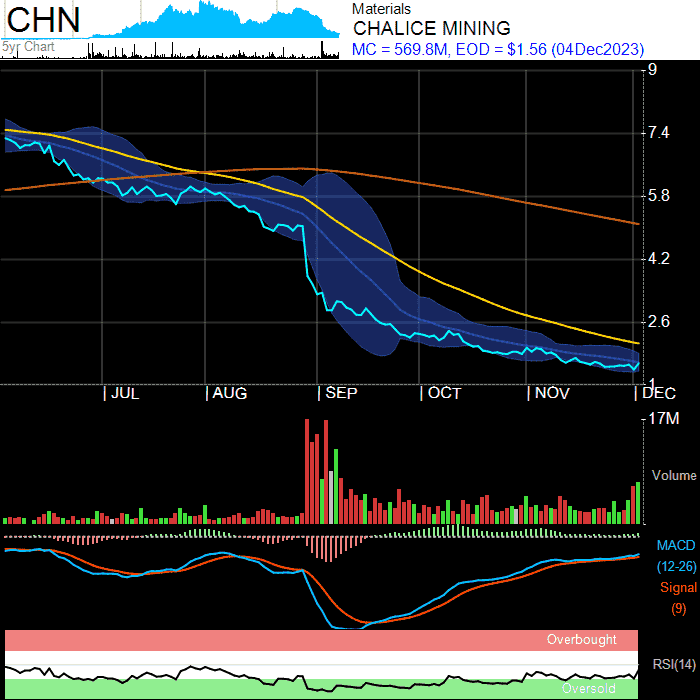 CHN
5yr Chart
Materials
CHALICE MINING
MC = 569.8M, EOD = $1.56 (04Dec2023)
9
7.4
5.8
4.2
2.6
1
JUL AUG SEP OCT NOV DEC
17M
Volume
MACD
(12-26)
Signal
(9)
Overbought
RSI(14)
Oversold